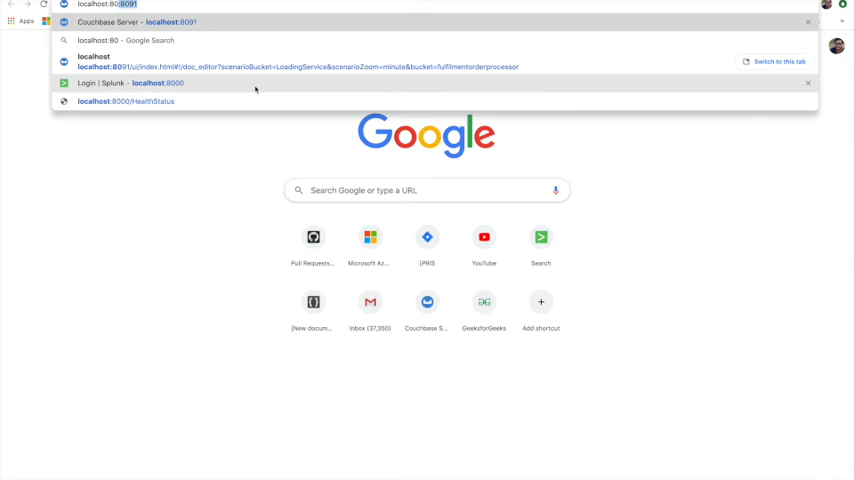 localhost:80:8091
Apps
Couchbase Server - localhost:8091
localhost:80 - Google Search
localhost
localhost:8091/ui/index.html#!/doc_editor?scenarioBucket=LoadingService&scenarioZoom=minute&bucket=fulfilmentorderprocessor
Switch to this tab
Login | Splunk - localhost:8000
localhost:8000/HealthStatus
Google
Search Google or type a URL
Pull Requests... Microsoft Az... [PRIS YouTube Search
[New docum... Inbox (37,350) Couchbase S... GeeksforGeeks Add shortcut